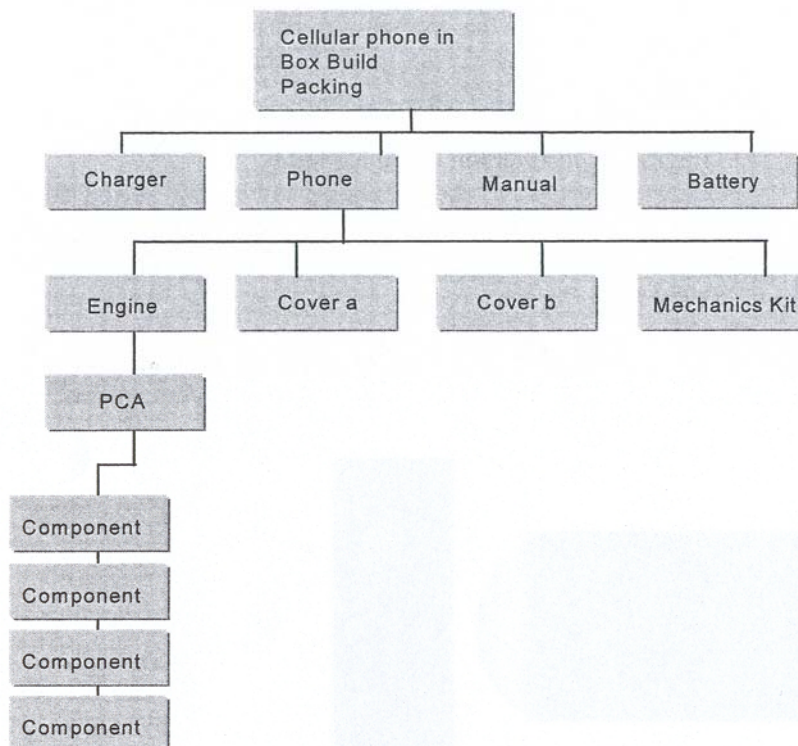 Cellular phone in
Box Build
Packing
Charger
Phone
Manual
Battery
Engine
Cover a
Cover b
Mechanics Kit
PCA
Component
Component
Component
Component